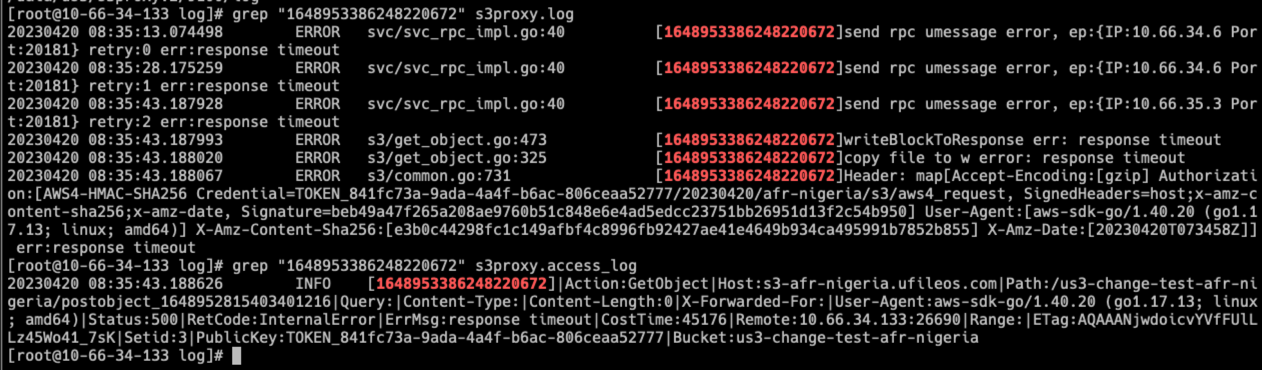 [root@10-66-34-133 log]# grep "1648953386248220672" s3proxy.log
20230420 08:35:13.074498 ERROR svc/svc_rpc_impl.go:40 [1648953386248220672]send rpc umessage error, ep:{IP:10.66.34.6 Por
t:20181} retry:0 err:response timeout
20230420 08:35:28.175259 ERROR svc/svc_rpc_impl.go:40 [1648953386248220672]send rpc umessage error, ep:{IP:10.66.34.6 Por
t:20181} retry:1 err:response timeout
20230420 08:35:43.187928 ERROR svc/svc_rpc_impl.go:40 [1648953386248220672]send rpc umessage error, ep:{IP:10.66.35.3 Por
t:20181} retry:2 err:response timeout
20230420 08:35:43.187993 ERROR s3/get_object.go:473 [1648953386248220672]writeBlockToResponse err: response timeout
20230420 08:35:43.188020 ERROR s3/get_object.go:325 [1648953386248220672]copy file to w error: response timeout
20230420 08:35:43.188067 ERROR s3/common.go:731 [1648953386248220672]Header: map[Accept-Encoding:[gzip] Authorizati
on:[AWS4-HMAC-SHA256 Credential=TOKEN_841fc73a-9ada-4a4f-b6ac-806ceaa52777/20230420/afr-nigeria/s3/aws4_request, SignedHeaders=host;x-amz-c
ontent-sha256;x-amz-date, Signature=beb49a47f265a208ae9760b51c848e6e4ad5edcc23751bb26951d13f2c54b950] User-Agent:[aws-sdk-go/1.40.20 (go1.1
7.13; linux; amd64)] X-Amz-Content-Sha256:[e3b0c44298fc1c149afbf4c8996fb92427ae41e4649b934ca495991b7852b855] X-Amz-Date:[20230420T073458Z]]
err:response timeout
[root@10-66-34-133 log]# grep "1648953386248220672" s3proxy.access_log
20230420 08:35:43.188626 INFO [1648953386248220672]|Action:GetObject|Host:s3-afr-nigeria.ufileos.com|Path:/us3-change-test-afr-ni
geria/postobject_1648952815403401216|Query:|Content-Type:|Content-Length:0|X-Forwarded-For:|User-Agent:aws-sdk-go/1.40.20 (go1.17.13; linux
; amd64)|Status:500|RetCode:InternalError|ErrMsg:response timeout|CostTime:45176|Remote:10.66.34.133:26690|Range:|ETag:AQAAANjwdoicvYVfFUlL
Lz45Wo41_7sK|Setid:3|PublicKey:TOKEN_841fc73a-9ada-4a4f-b6ac-806ceaa52777|Bucket:us3-change-test-afr-nigeria
[root@10-66-34-133 log]#